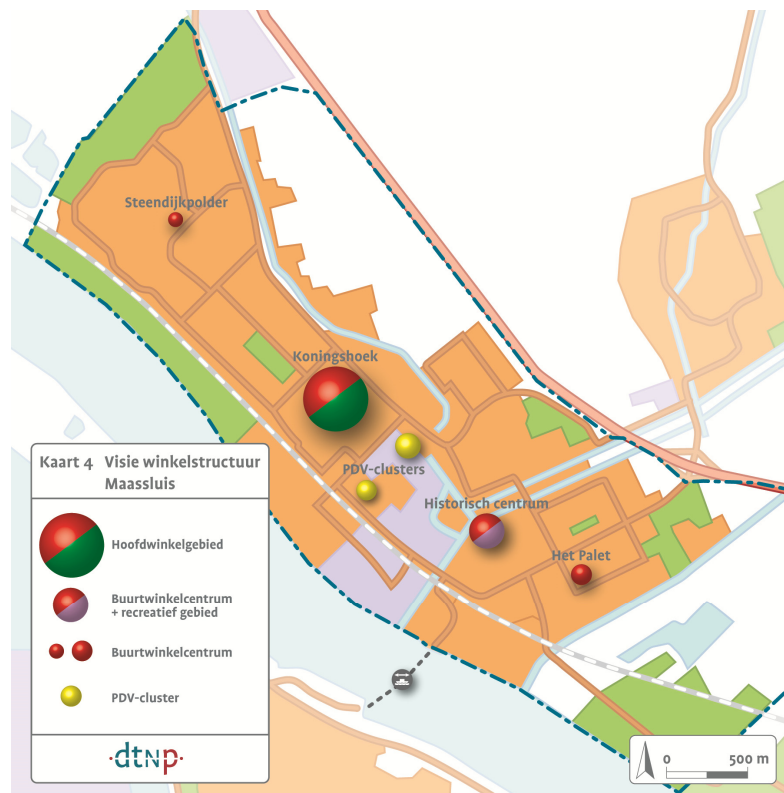 Steendijkpolder
Koningshoek
PDV-clusters
Historisch centrum
Het Palet
Kaart 4 Visie winkelstructuur
Maassluis
Hoofdwinkelgebied
Buurtwinkelcentrum
+ recreatief gebied
Buurtwinkelcentrum
PDV-cluster
·dtnp·
0 500 m